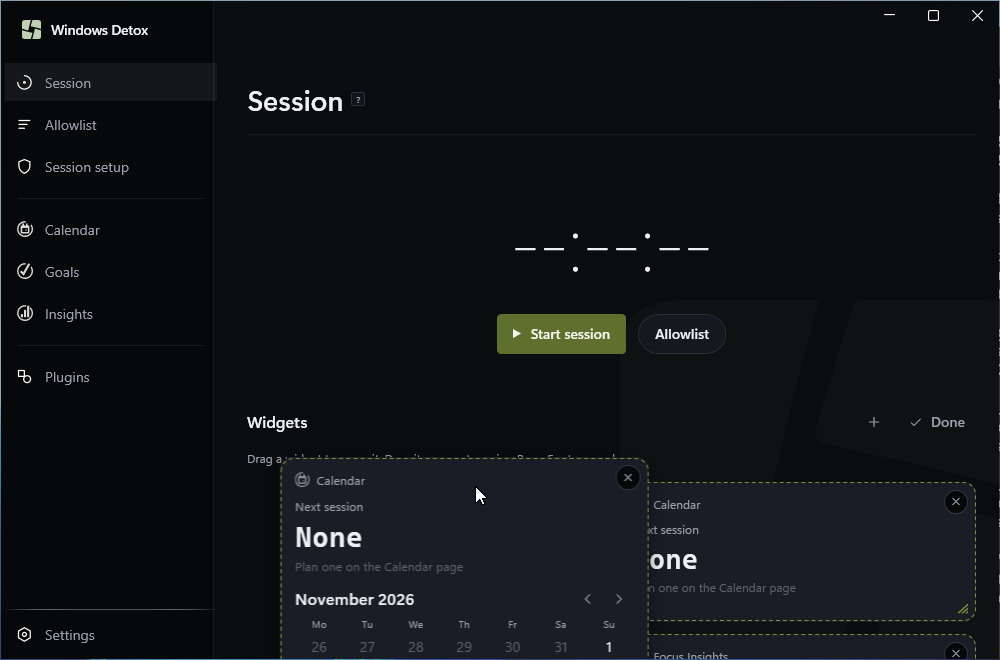 Windows Detox
Session
Allowlist
Session setup
Calendar
Goals
Insights
Plugins
Settings
Session ?
--:--:--
Start session
Allowlist
Widgets
Done
Drag a
Calendar
Next session
None
Plan one on the Calendar page
November 2026
Mo Tu We Th Fr Sa Su
26 27 28 29 30 31 1
Calendar
xt session
one
n one on the Calendar page
Focus Insights